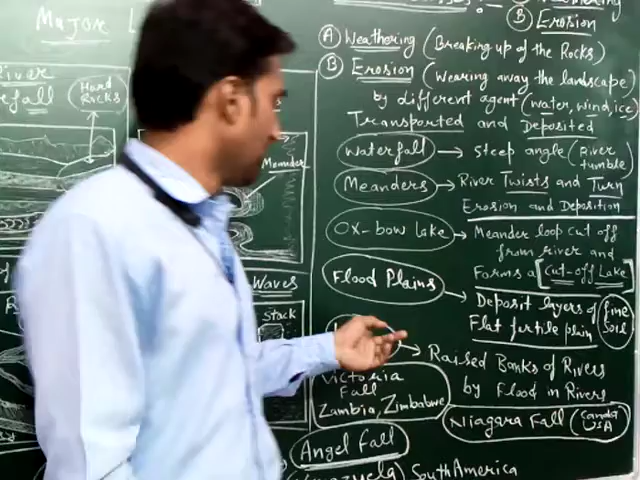 Major
(B) Erosion
(A) Weathering (Breaking up of the Rocks)
(B) Erosion (Wearing away the landscape)
by different agent (water, wind, ice)
Transported and Deposited
Waterfall → steep angle (River tumble)
Meanders → River Twists and Turn
Erosion and Deposition
Ox-bow lake → Meander loop cut off
from river and
Forms a [Cut-off Lake]
Flood Plains → Deposit layers of fine soil
Flat fertile plain
Raised Banks of Rivers
by Flood in Rivers
Victoria
Fall
Zambia, Zimbabwe
Niagara Fall (Canada USA)
Angel Fall
(Venezuela) South America
River
Hard
Rocks
Meander
Waves
Stack